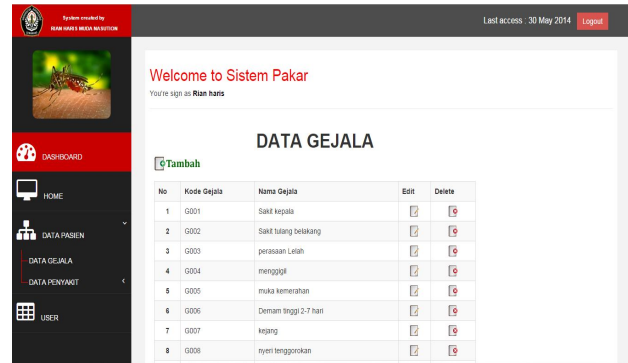 System created by
RIAN HARIS MUDA NASUTION
Last access : 30 May 2014 Logout
Welcome to Sistem Pakar
You're sign as Rian haris
DASHBOARD
HOME
DATA PASIEN
DATA GEJALA
DATA PENYAKIT
USER
DATA GEJALA
Tambah
No Kode Gejala Nama Gejala Edit Delete
1 G001 Sakit kepala
2 G002 Sakit tulang belakang
3 G003 perasaan Lelah
4 G004 menggigil
5 G005 muka kemerahan
6 G006 Demam tinggi 2-7 hari
7 G007 kejang
8 G008 nyeri tenggorokan